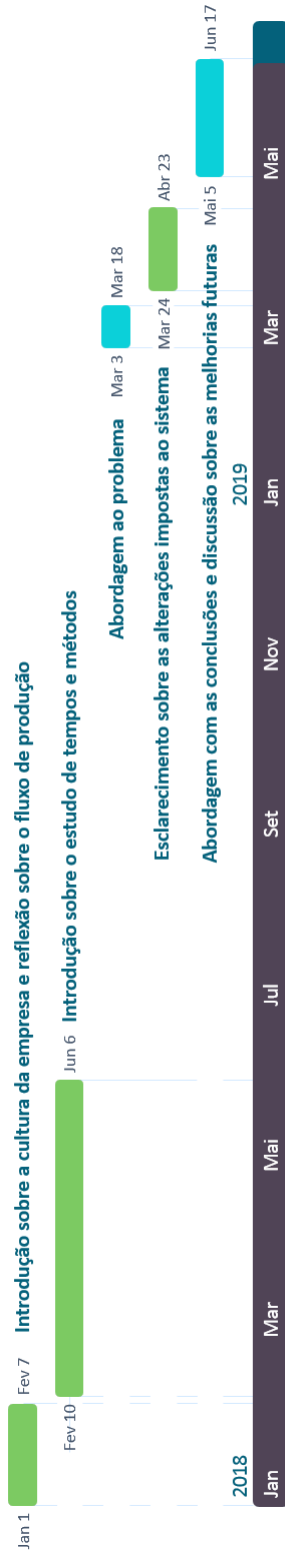 Jan 1
Fev 7
Introdução sobre a cultura da empresa e reflexão sobre o fluxo de produção
Fev 10
Jun 6
Introdução sobre o estudo de tempos e métodos
Abordagem ao problema
Mar 3
Mar 18
Esclarecimento sobre as alterações impostas ao sistema
Mar 24
Abr 23
Abordagem com as conclusões e discussão sobre as melhorias futuras
Mai 5
Jun 17
2018
2019
Jan
Mar
Mai
Jul
Set
Nov
Jan
Mar
Mai